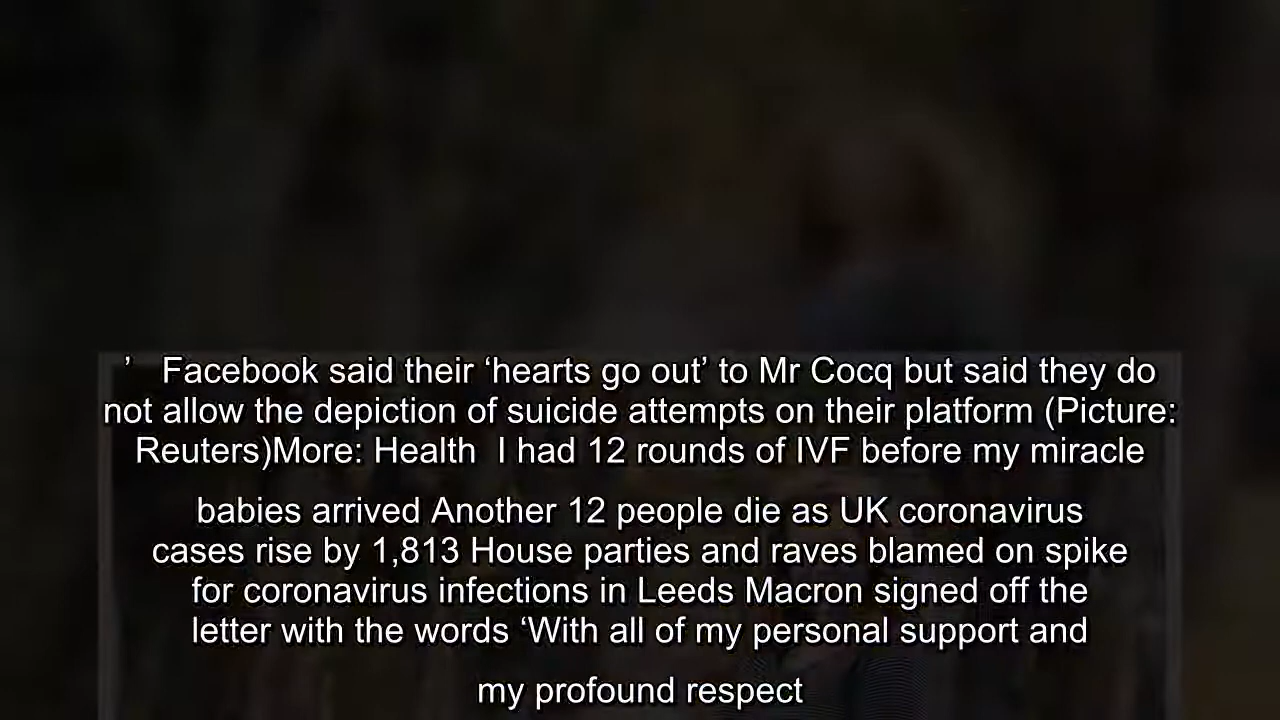 ’ Facebook said their ‘hearts go out’ to Mr Cocq but said they do
not allow the depiction of suicide attempts on their platform (Picture:
Reuters)More: Health  I had 12 rounds of IVF before my miracle
babies arrived Another 12 people die as UK coronavirus
cases rise by 1,813 House parties and raves blamed on spike
for coronavirus infections in Leeds Macron signed off the
letter with the words ‘With all of my personal support and
my profound respect